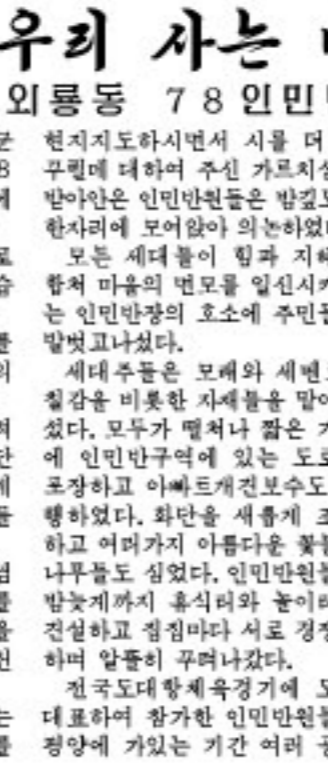 우리 사는
외룡동 78인민
현지지도하시면서 시를 더
꾸릴데 대하여 주신 가르치심
받아안은 인민반원들은 밤깊도
한자리에 모여앉아 의논하였다
모든 세대들이 힘과 지혜
합쳐 마을의 면모를 일신시키
는 인민반장의 호소에 주민들
발벗고나섰다.
세대주들은 모래와 세멘트
칠감을 비롯한 자재들을 맡아
섰다. 모두가 떨쳐나 짧은 기
에 인민반구역에 있는 도로
포장하고 아빠트개건보수도
행하였다. 화단을 새롭게 조
하고 여러가지 아름다운 꽃들
나무들도 심었다. 인민반원들
밤늦게까지 휴식터와 놀이터
건설하고 집집마다 서로 경쟁
하며 알뜰히 꾸려나갔다.
전국도대항체육경기에 도
대표하여 참가한 인민반원들
평양에 가있는 기간 여러 공